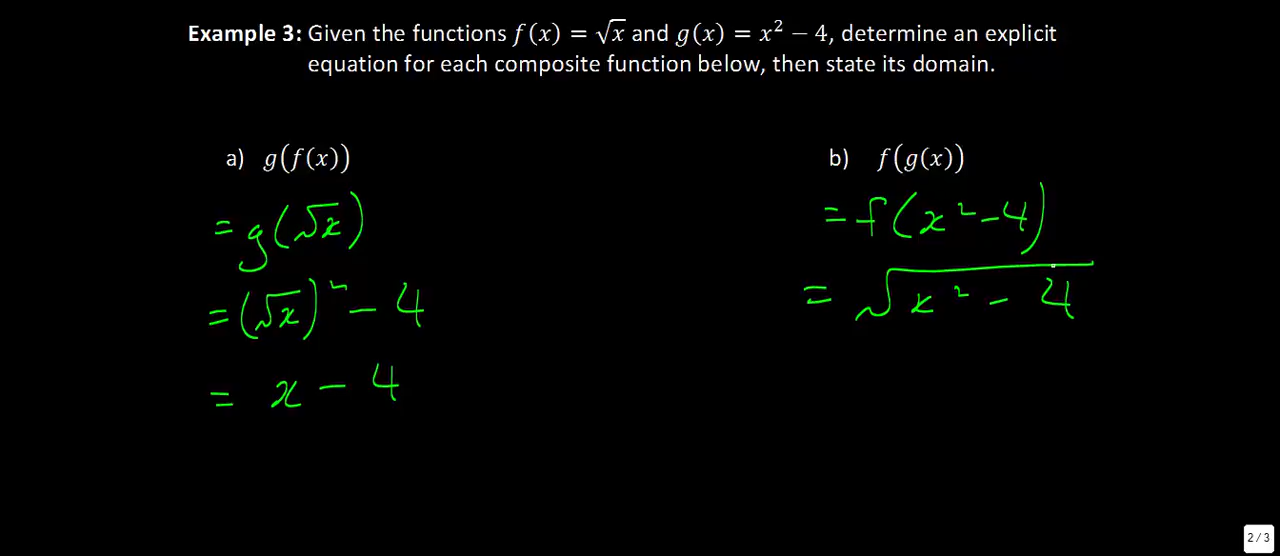 Example 3: Given the functions f(x) = √x and g(x) = x² − 4, determine an explicit
equation for each composite function below, then state its domain.
a) g(f(x))
= g(√x)
= (√x)² − 4
= x − 4
b) f(g(x))
= f(x² − 4)
= √(x² − 4)
2/3